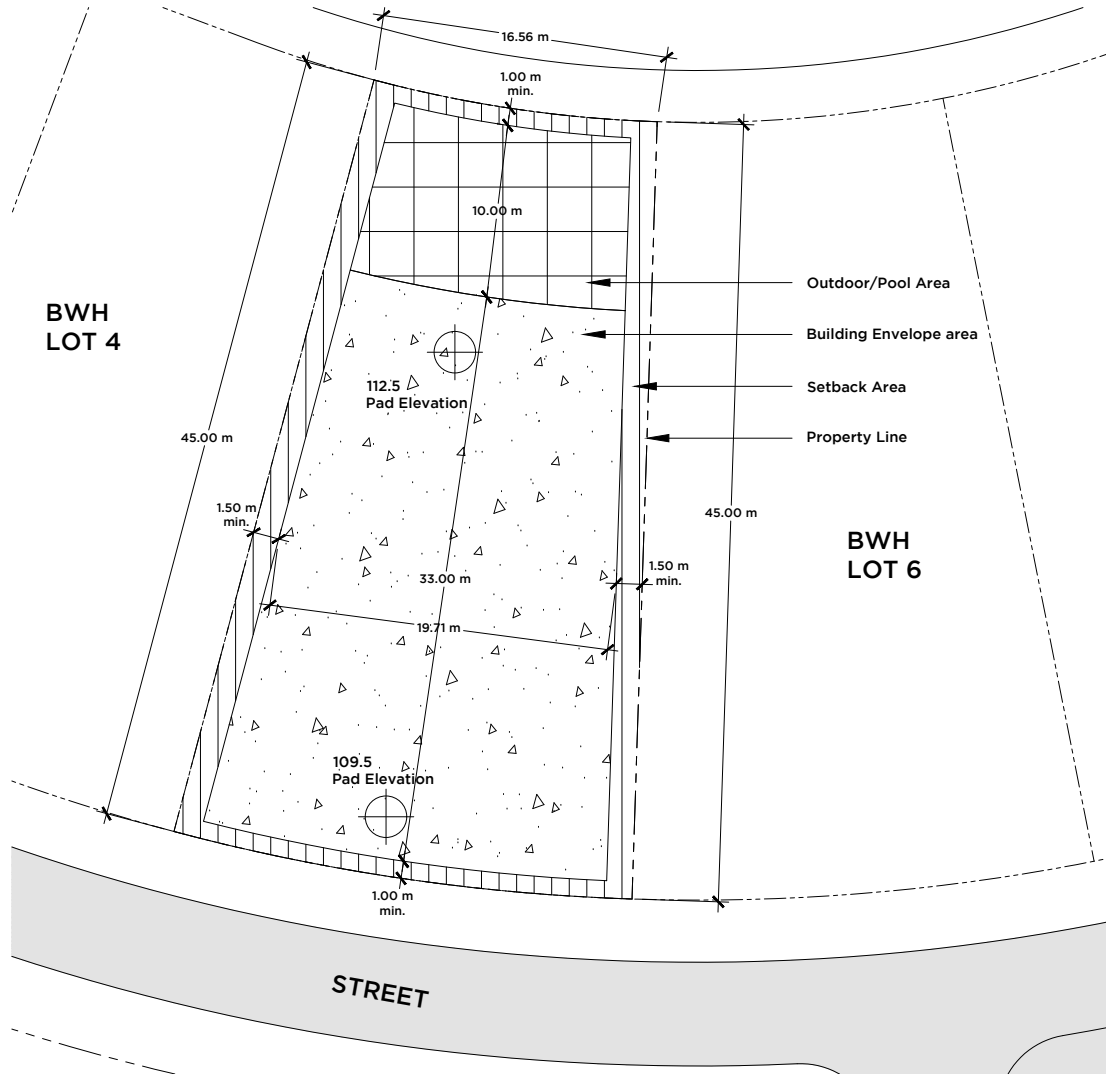 16.56 m
1.00 m
min.
10.00 m
Outdoor/Pool Area
BWH
LOT 4
Building Envelope area
112.5
Pad Elevation
Setback Area
45.00 m
Property Line
1.50 m
min.
45.00 m
BWH
LOT 6
1.50 m
min.
33.00 m
19.71 m
109.5
Pad Elevation
1.00 m
min.
STREET